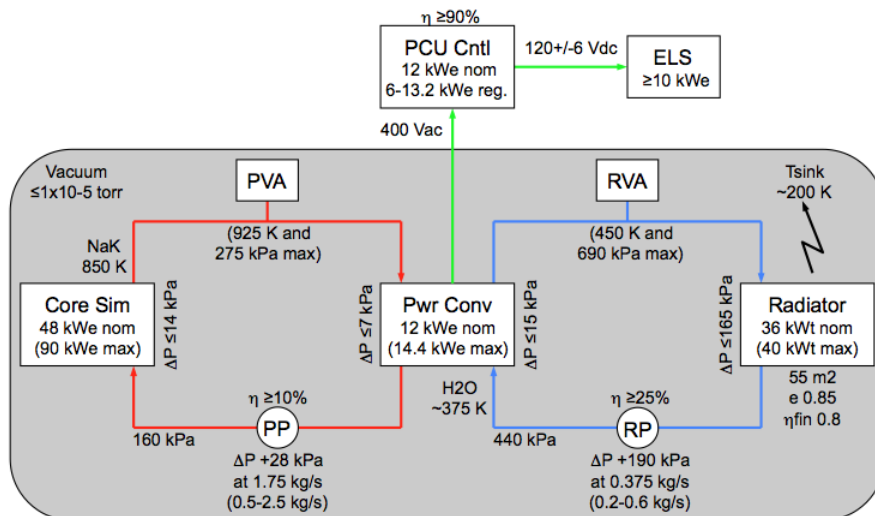 η ≥90%
PCU Cntl
12 kWe nom
6-13.2 kWe reg.
120+/-6 Vdc
ELS
≥10 kWe
400 Vac
Vacuum
≤1x10-5 torr
PVA
RVA
Tsink
~200 K
NaK
850 K
(925 K and
275 kPa max)
(450 K and
690 kPa max)
Core Sim
48 kWe nom
(90 kWe max)
ΔP ≤14 kPa
ΔP ≤7 kPa
Pwr Conv
12 kWe nom
(14.4 kWe max)
ΔP ≤15 kPa
ΔP ≤165 kPa
Radiator
36 kWt nom
(40 kWt max)
55 m2
e 0.85
ηfin 0.8
H2O
~375 K
η ≥10%
PP
160 kPa
ΔP +28 kPa
at 1.75 kg/s
(0.5-2.5 kg/s)
η ≥25%
RP
440 kPa
ΔP +190 kPa
at 0.375 kg/s
(0.2-0.6 kg/s)